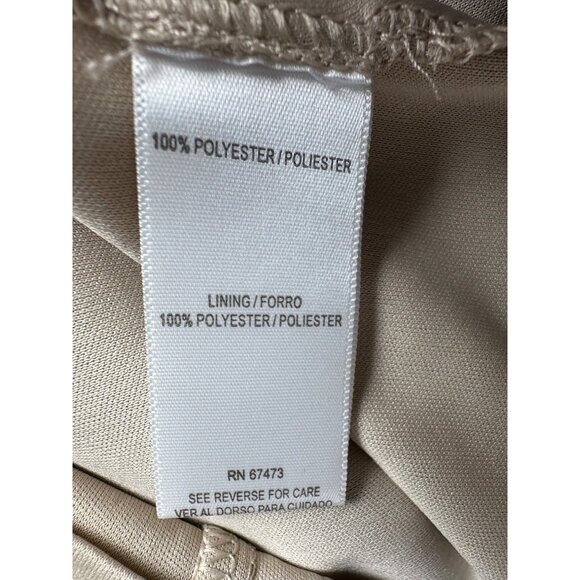 100% POLYESTER / POLIESTER
LINING / FORRO
100% POLYESTER / POLIESTER
RN 67473
SEE REVERSE FOR CARE
VER AL DORSO PARA CUIDADO